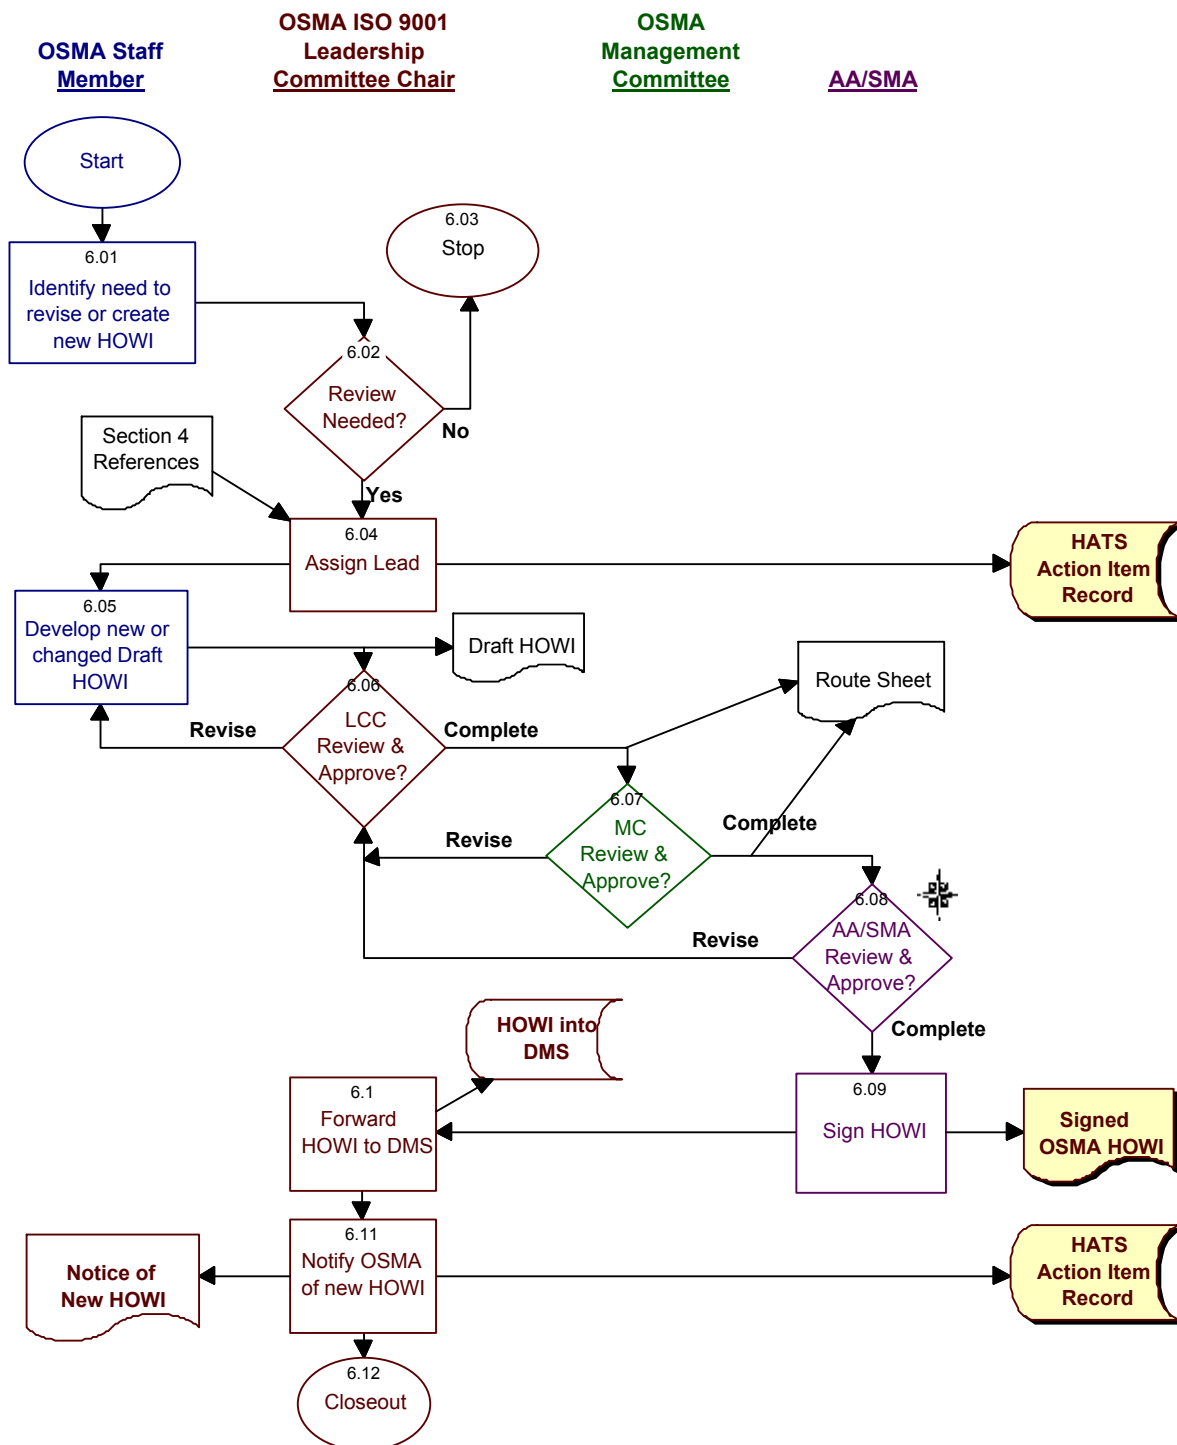 OSMA Staff
Member
OSMA ISO 9001
Leadership
Committee Chair
OSMA
Management
Committee
AA/SMA
Start
6.01
Identify need to
revise or create
new HOWI
6.03
Stop
6.02
Review
Needed?
No
Yes
Section 4
References
6.04
Assign Lead
HATS
Action Item
Record
6.05
Develop new or
changed Draft
HOWI
Draft HOWI
Route Sheet
6.06
LCC
Review &
Approve?
Revise
Complete
6.07
MC
Review &
Approve?
Revise
Complete
6.08
AA/SMA
Review &
Approve?
Revise
Complete
HOWI into
DMS
6.1
Forward
HOWI to DMS
6.09
Sign HOWI
Signed
OSMA HOWI
6.11
Notify OSMA
of new HOWI
Notice of
New HOWI
HATS
Action Item
Record
6.12
Closeout